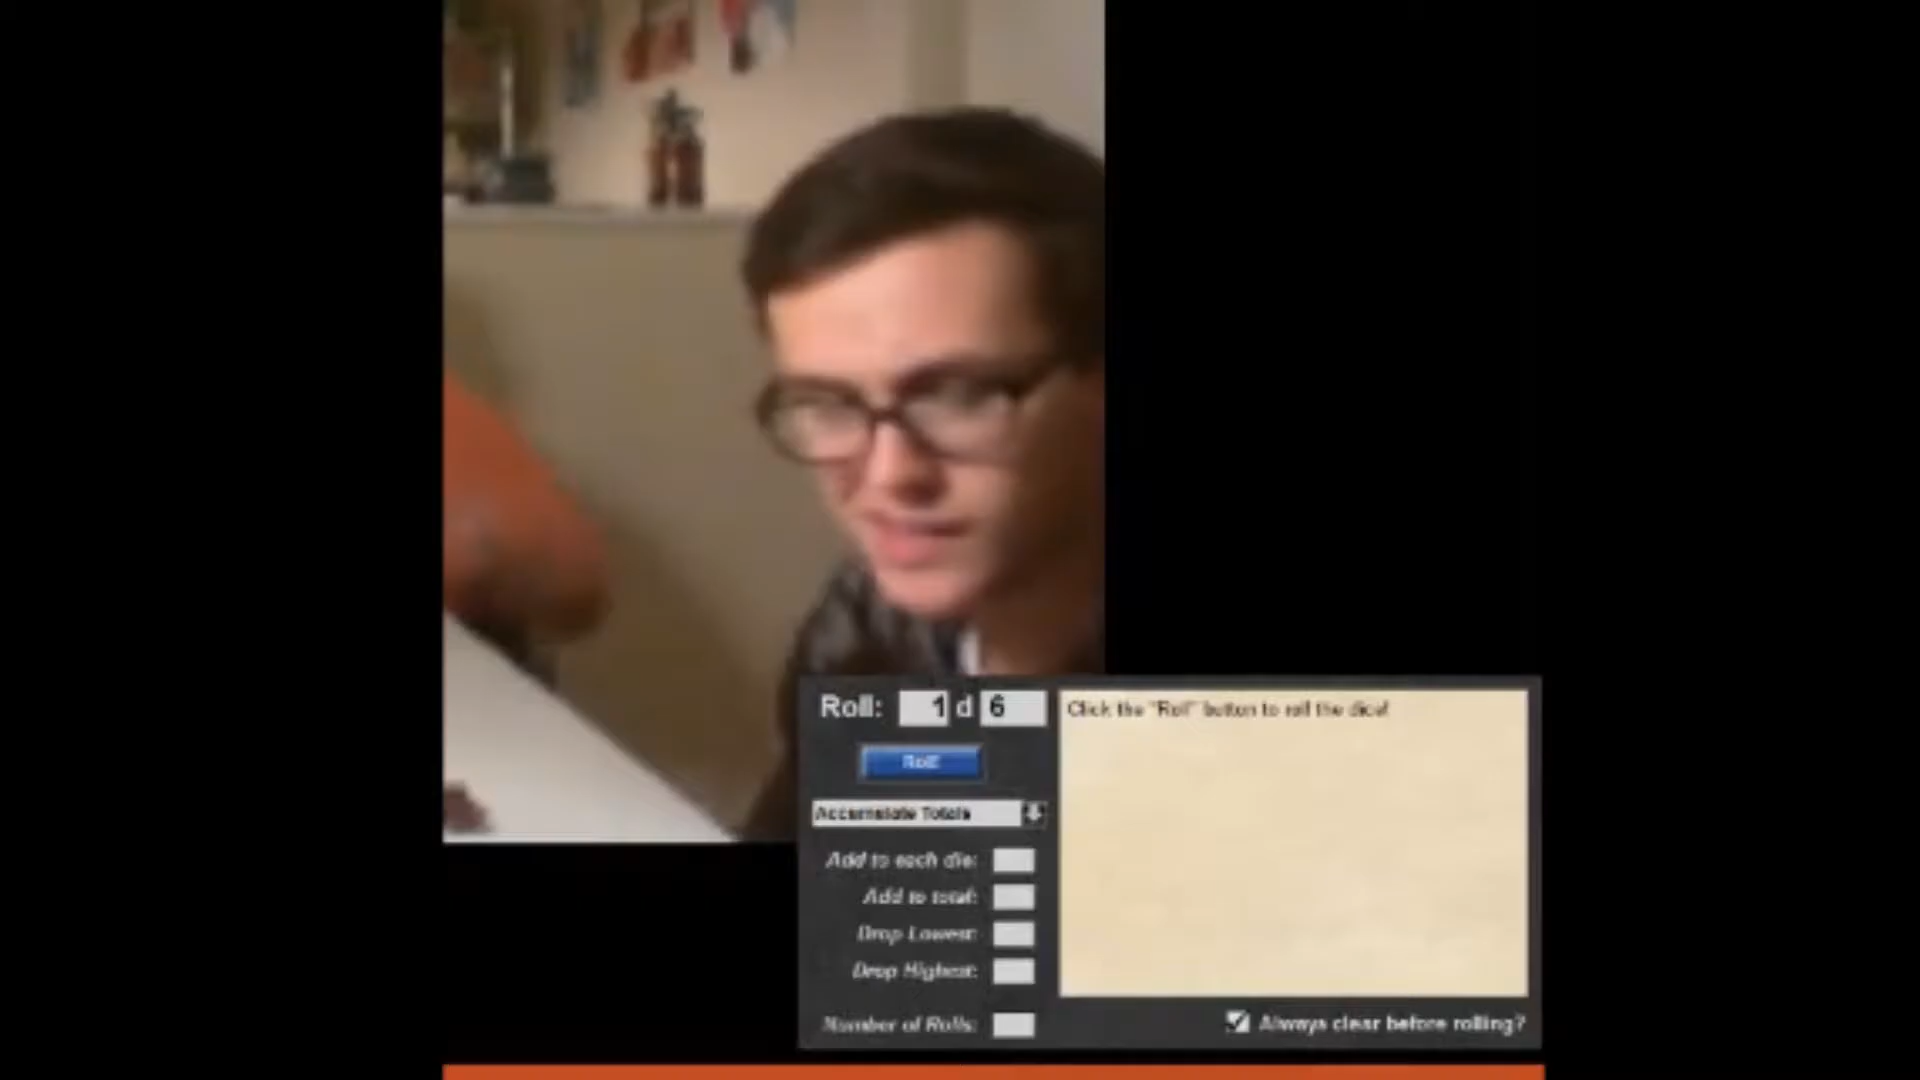 Roll: 1 d 6
Roll!
Accumulate Totals
Add to each die:
Add to total:
Drop Lowest:
Drop Highest:
Number of Rolls:
Click the "Roll" button to roll the dice!
Always clear before rolling?